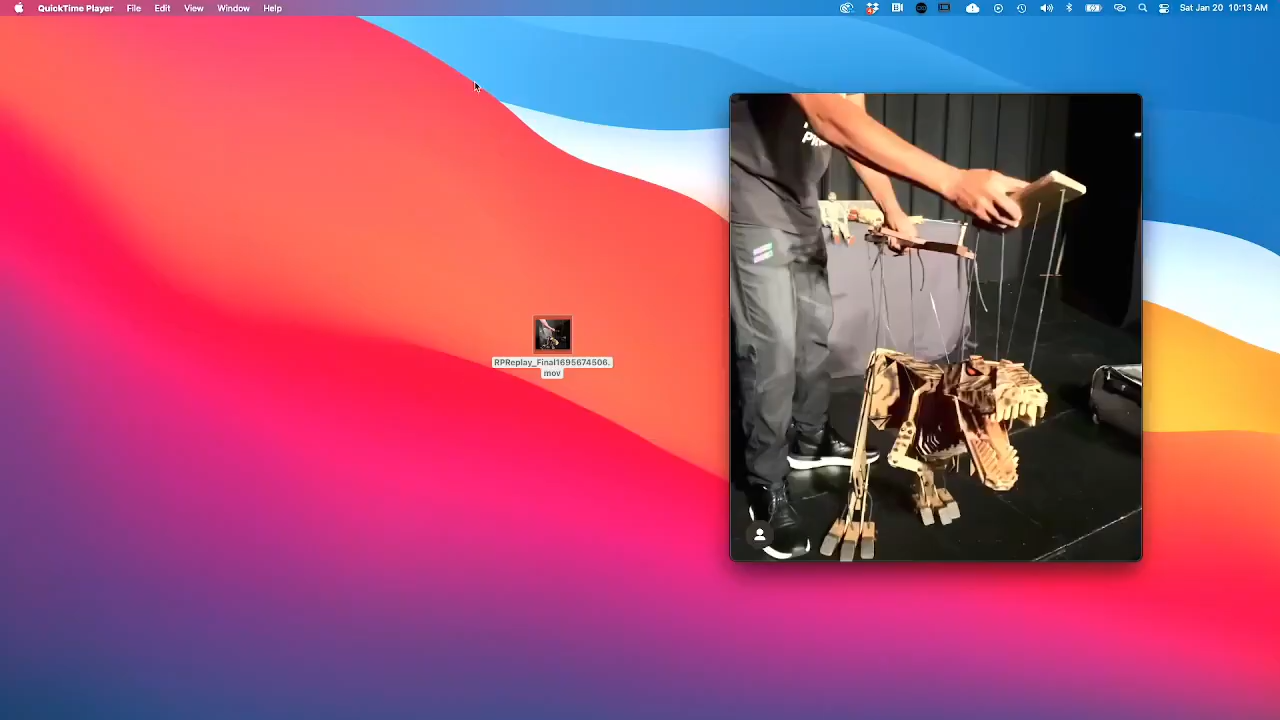 QuickTime Player File Edit View Window Help Sat Jan 20 10:13 AM
RPReplay_Final1695674506.
mov